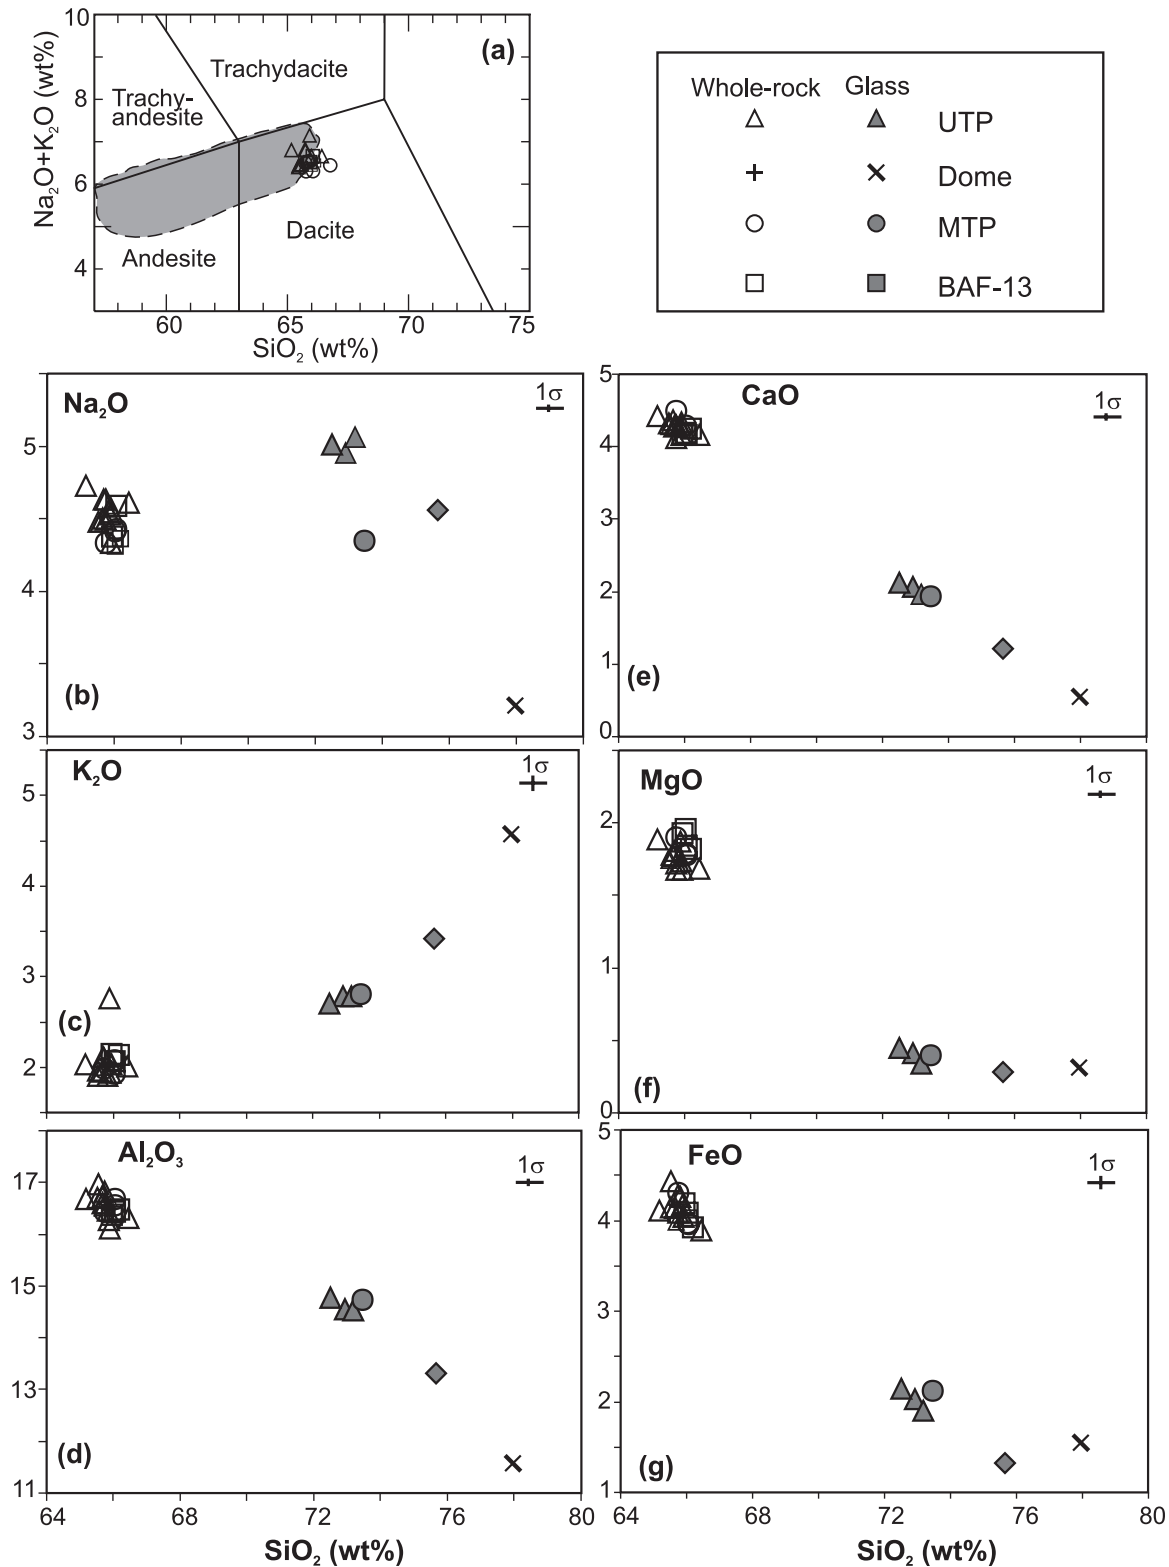 (a)
Na₂O+K₂O (wt%)
10
8
6
4
Trachydacite
Trachy-
andesite
Dacite
Andesite
60 65 70 75
SiO₂ (wt%)
Whole-rock Glass
UTP
Dome
MTP
BAF-13
Na₂O
1σ
5
4
3
(b)
CaO
1σ
5
4
3
2
1
0
(e)
K₂O
1σ
5
3
2
(c)
MgO
1σ
2
1
0
(f)
Al₂O₃
1σ
17
15
13
11
(d)
64 68 72 76 80
SiO₂ (wt%)
FeO
1σ
5
4
3
2
1
(g)
64 68 72 76 80
SiO₂ (wt%)